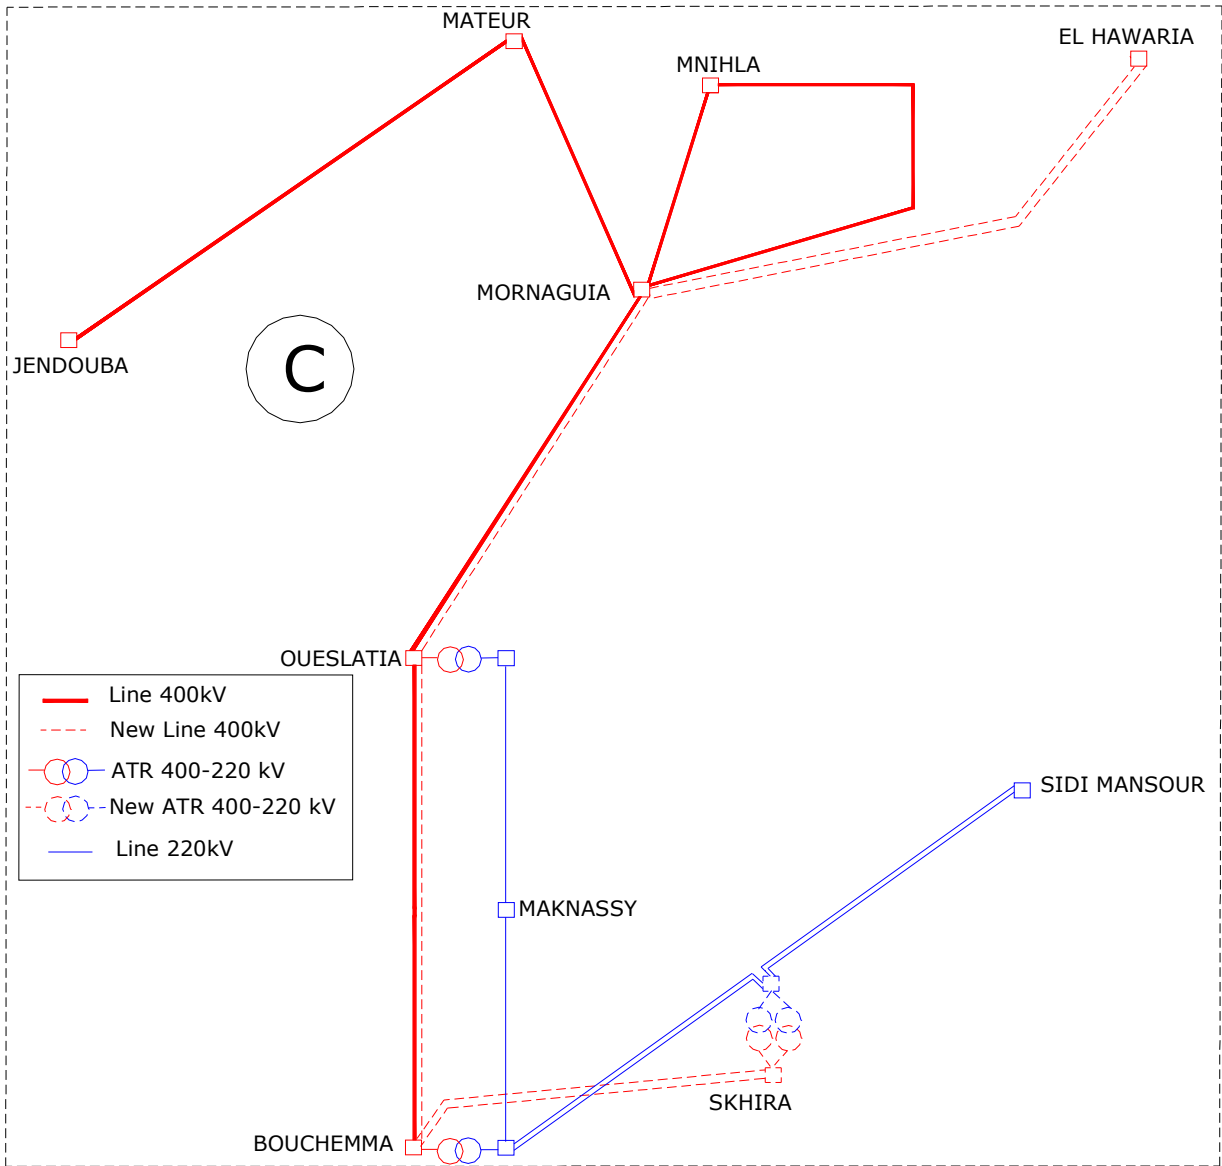 MATEUR
EL HAWARIA
MNIHLA
MORNAGUIA
JENDOUBA
C
OUESLATIA
Line 400kV
New Line 400kV
ATR 400-220 kV
New ATR 400-220 kV
Line 220kV
SIDI MANSOUR
MAKNASSY
SKHIRA
BOUCHEMMA